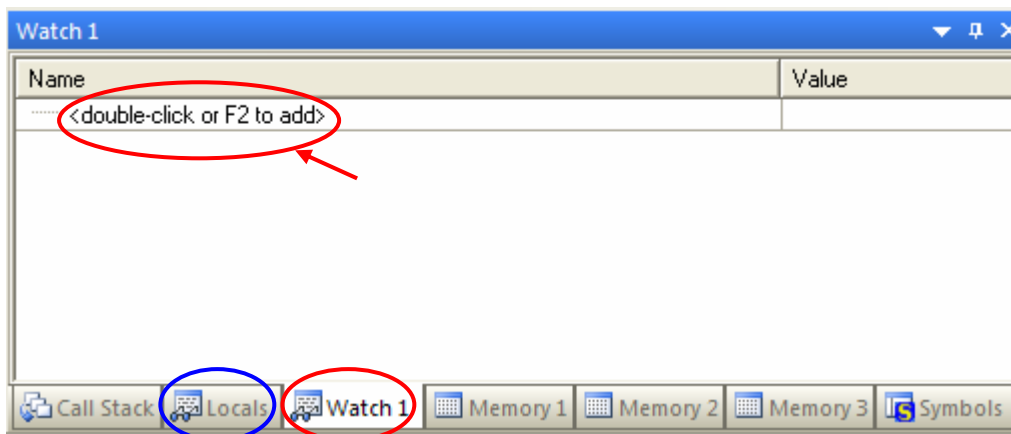 Watch 1
Name Value
<double-click or F2 to add>
Call Stack Locals Watch 1 Memory 1 Memory 2 Memory 3 Symbols